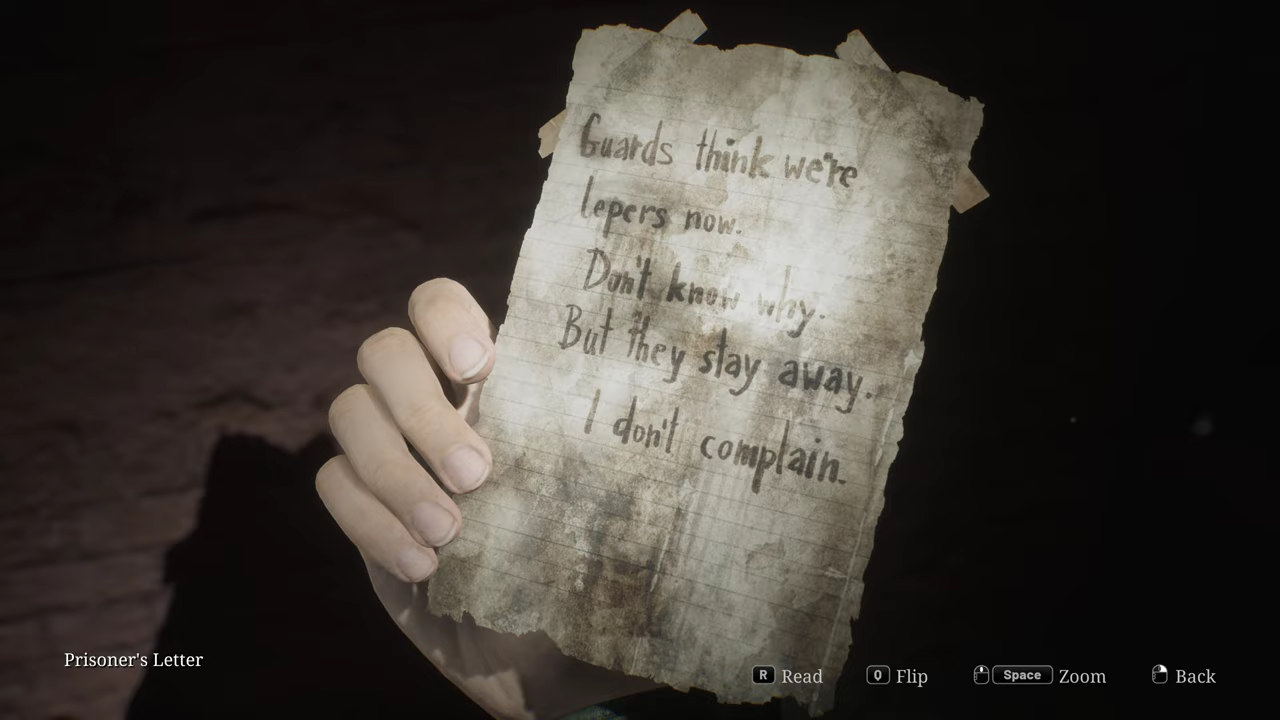 Guards think we're
lepers now.
Don't know why.
But they stay away.
I don't complain.
Prisoner's Letter
R Read
Q Flip
Space Zoom
Back